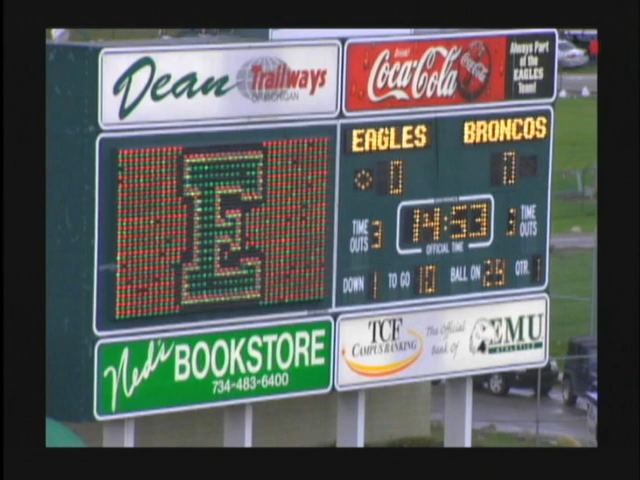 Dean Trailways
OF MICHIGAN
DRINK
Coca-Cola
Always Part
of the
EAGLES
Team!
E
EAGLES BRONCOS
0 0
TIME
OUTS 3
14:53
OFFICIAL TIME
3 TIME
OUTS
DOWN 1 TO GO 10 BALL ON 25 QTR. 1
Ned's BOOKSTORE
734-483-6400
TCF
CAMPUS BANKING
The Official
Bank Of
EMU
ATHLETICS